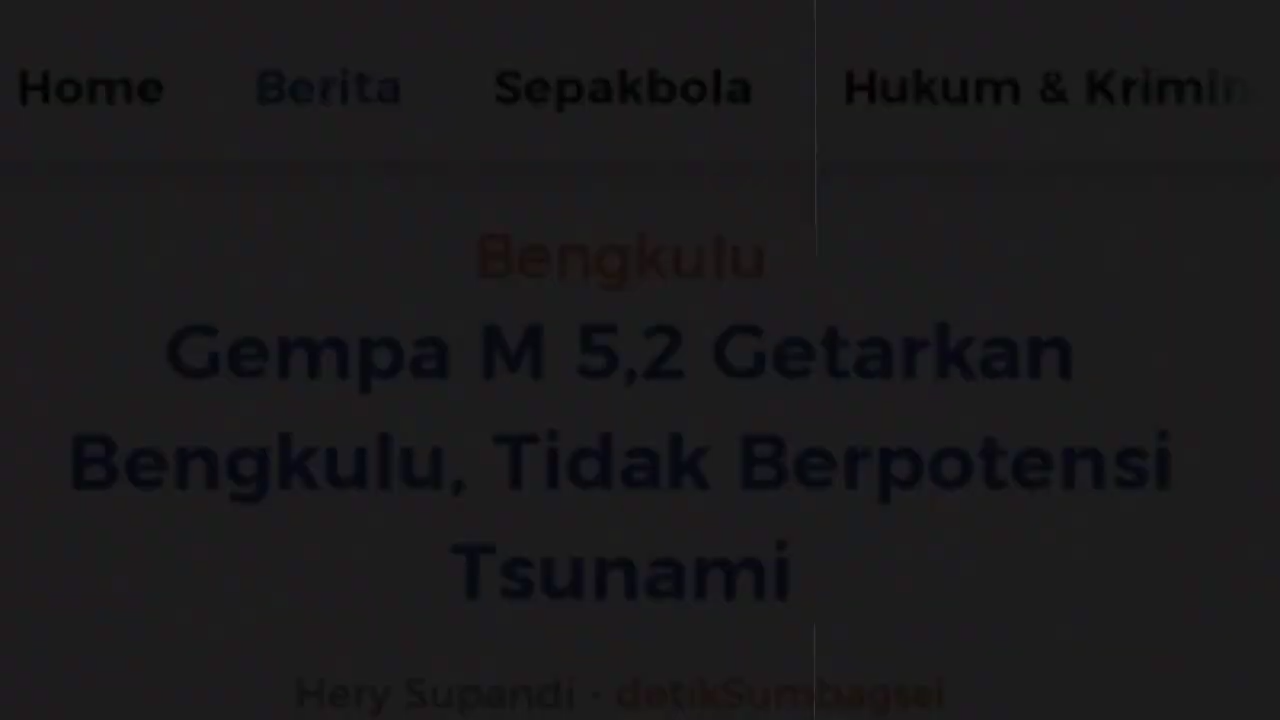 Home Berita Sepakbola Hukum & Krimin
Bengkulu
Gempa M 5,2 Getarkan
Bengkulu, Tidak Berpotensi
Tsunami
Hery Supandi · detikSumbagsel